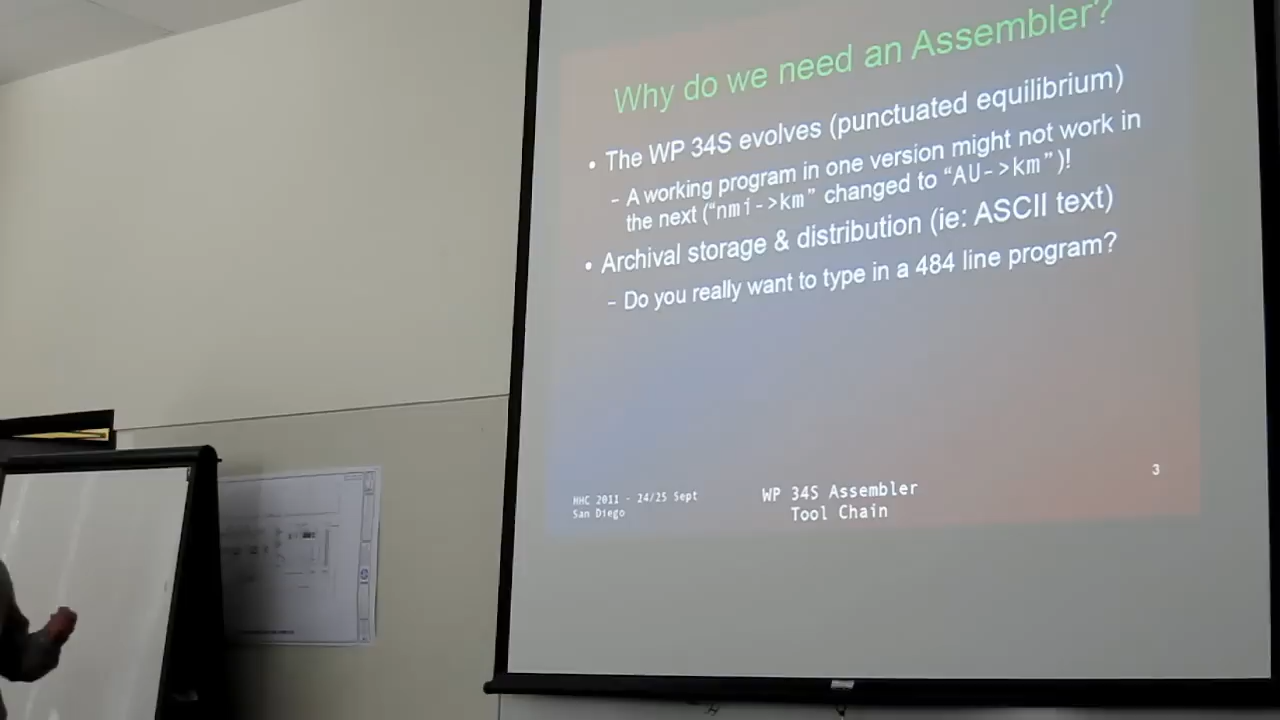 Why do we need an Assembler?
• The WP 34S evolves (punctuated equilibrium)
– A working program in one version might not work in
the next (“nmi->km” changed to “AU->km”)!
• Archival storage & distribution (ie: ASCII text)
– Do you really want to type in a 484 line program?
HHC 2011 - 24/25 Sept
San Diego
WP 34S Assembler
Tool Chain
3